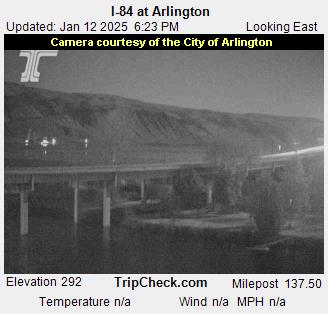 I-84 at Arlington
Updated: Jan 12 2025 6:23 PM Looking East
Camera courtesy of the City of Arlington
Elevation 292 TripCheck.com Milepost 137.50
Temperature n/a Wind n/a MPH n/a